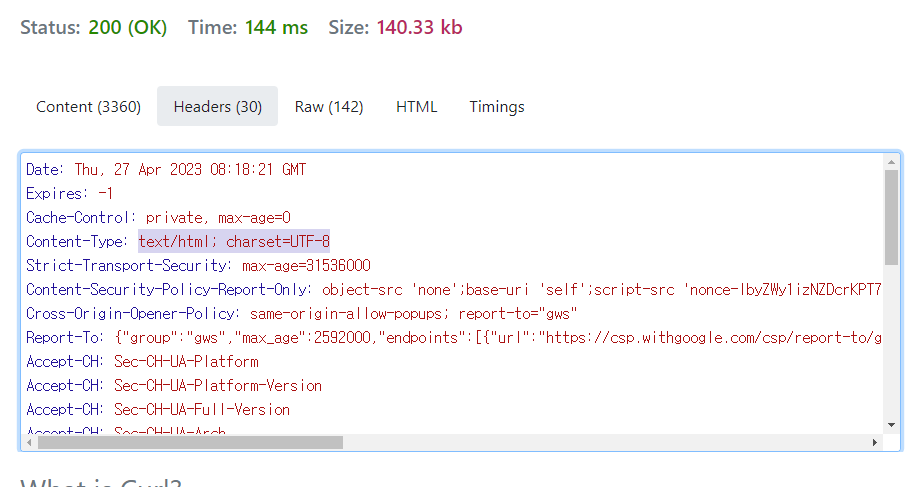 Status: 200 (OK) Time: 144 ms Size: 140.33 kb
Content (3360) Headers (30) Raw (142) HTML Timings
Date: Thu, 27 Apr 2023 08:18:21 GMT
Expires: -1
Cache-Control: private, max-age=0
Content-Type: text/html; charset=UTF-8
Strict-Transport-Security: max-age=31536000
Content-Security-Policy-Report-Only: object-src 'none';base-uri 'self';script-src
Cross-Origin-Opener-Policy: same-origin-allow-popups; report-to="gws"
Report-To: {"group":"gws","max_age":2592000,"endpoints":[{"url":"https://csp.withgoogle.com/csp/report-to/g
Accept-CH: Sec-CH-UA-Platform
Accept-CH: Sec-CH-UA-Platform-Version
Accept-CH: Sec-CH-UA-Full-Version
Accept-CH: Sec-CH-UA-Arch
What is Curl?